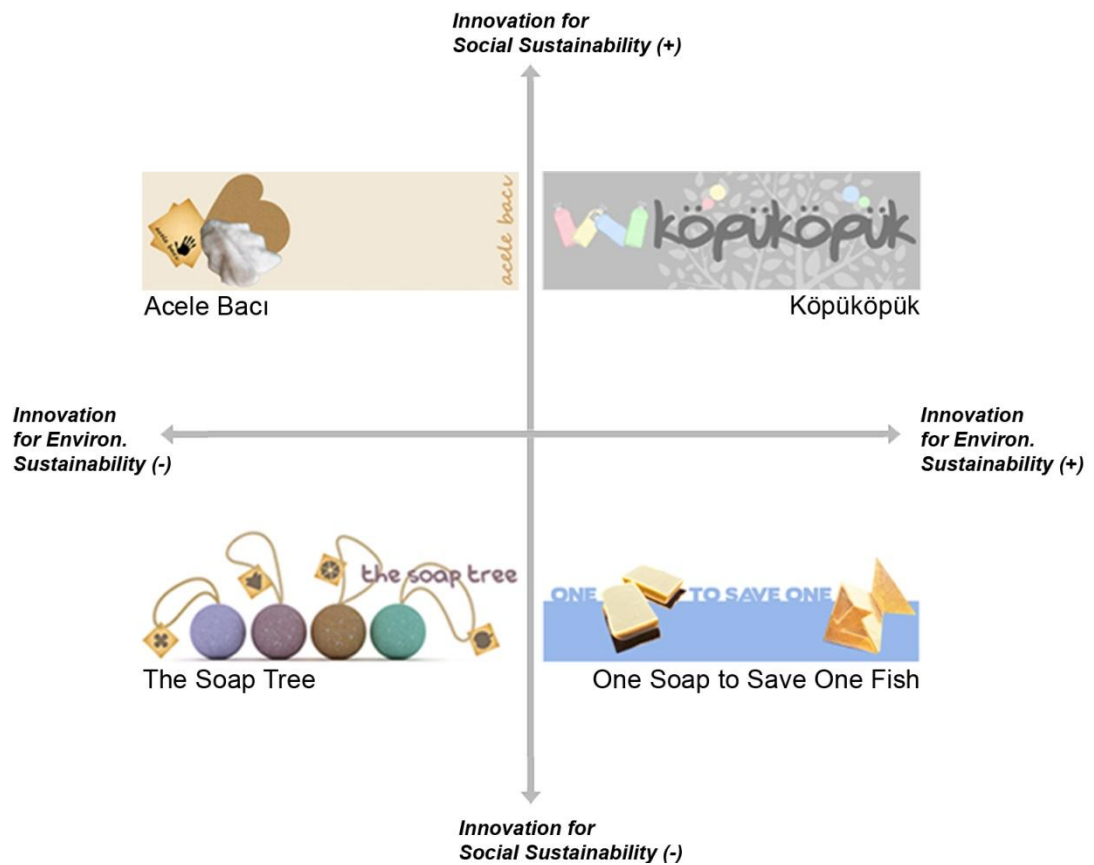 Innovation for
Social Sustainability (+)
acele bacı
acele bacı
köpüköpük
Acele Bacı
Köpüköpük
Innovation
for Environ.
Sustainability (-)
Innovation
for Environ.
Sustainability (+)
the soap tree
ONE
TO SAVE ONE
The Soap Tree
One Soap to Save One Fish
Innovation for
Social Sustainability (-)